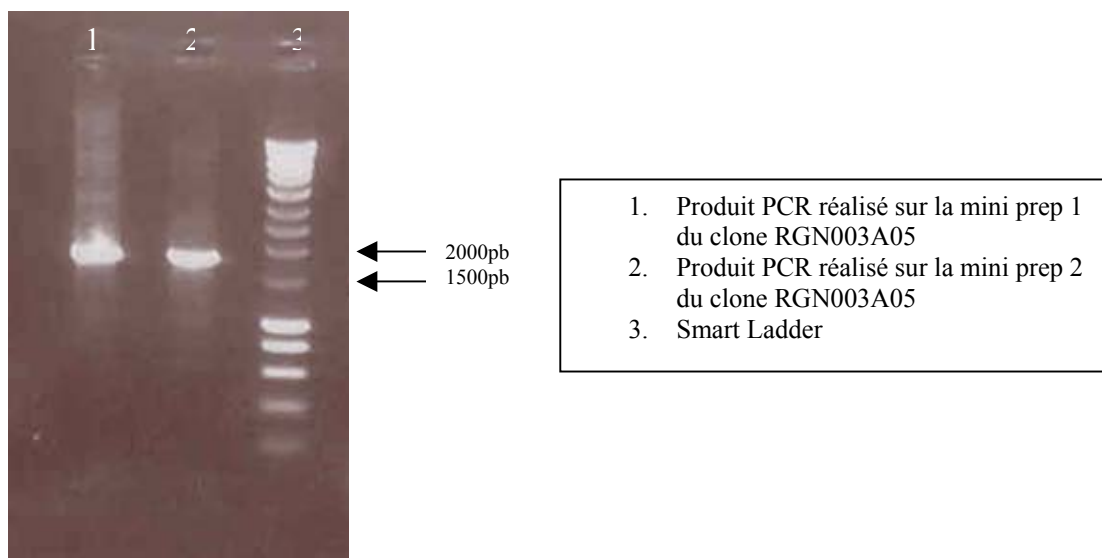 1 2 3
2000pb
1500pb
1. Produit PCR réalisé sur la mini prep 1
du clone RGN003A05
2. Produit PCR réalisé sur la mini prep 2
du clone RGN003A05
3. Smart Ladder